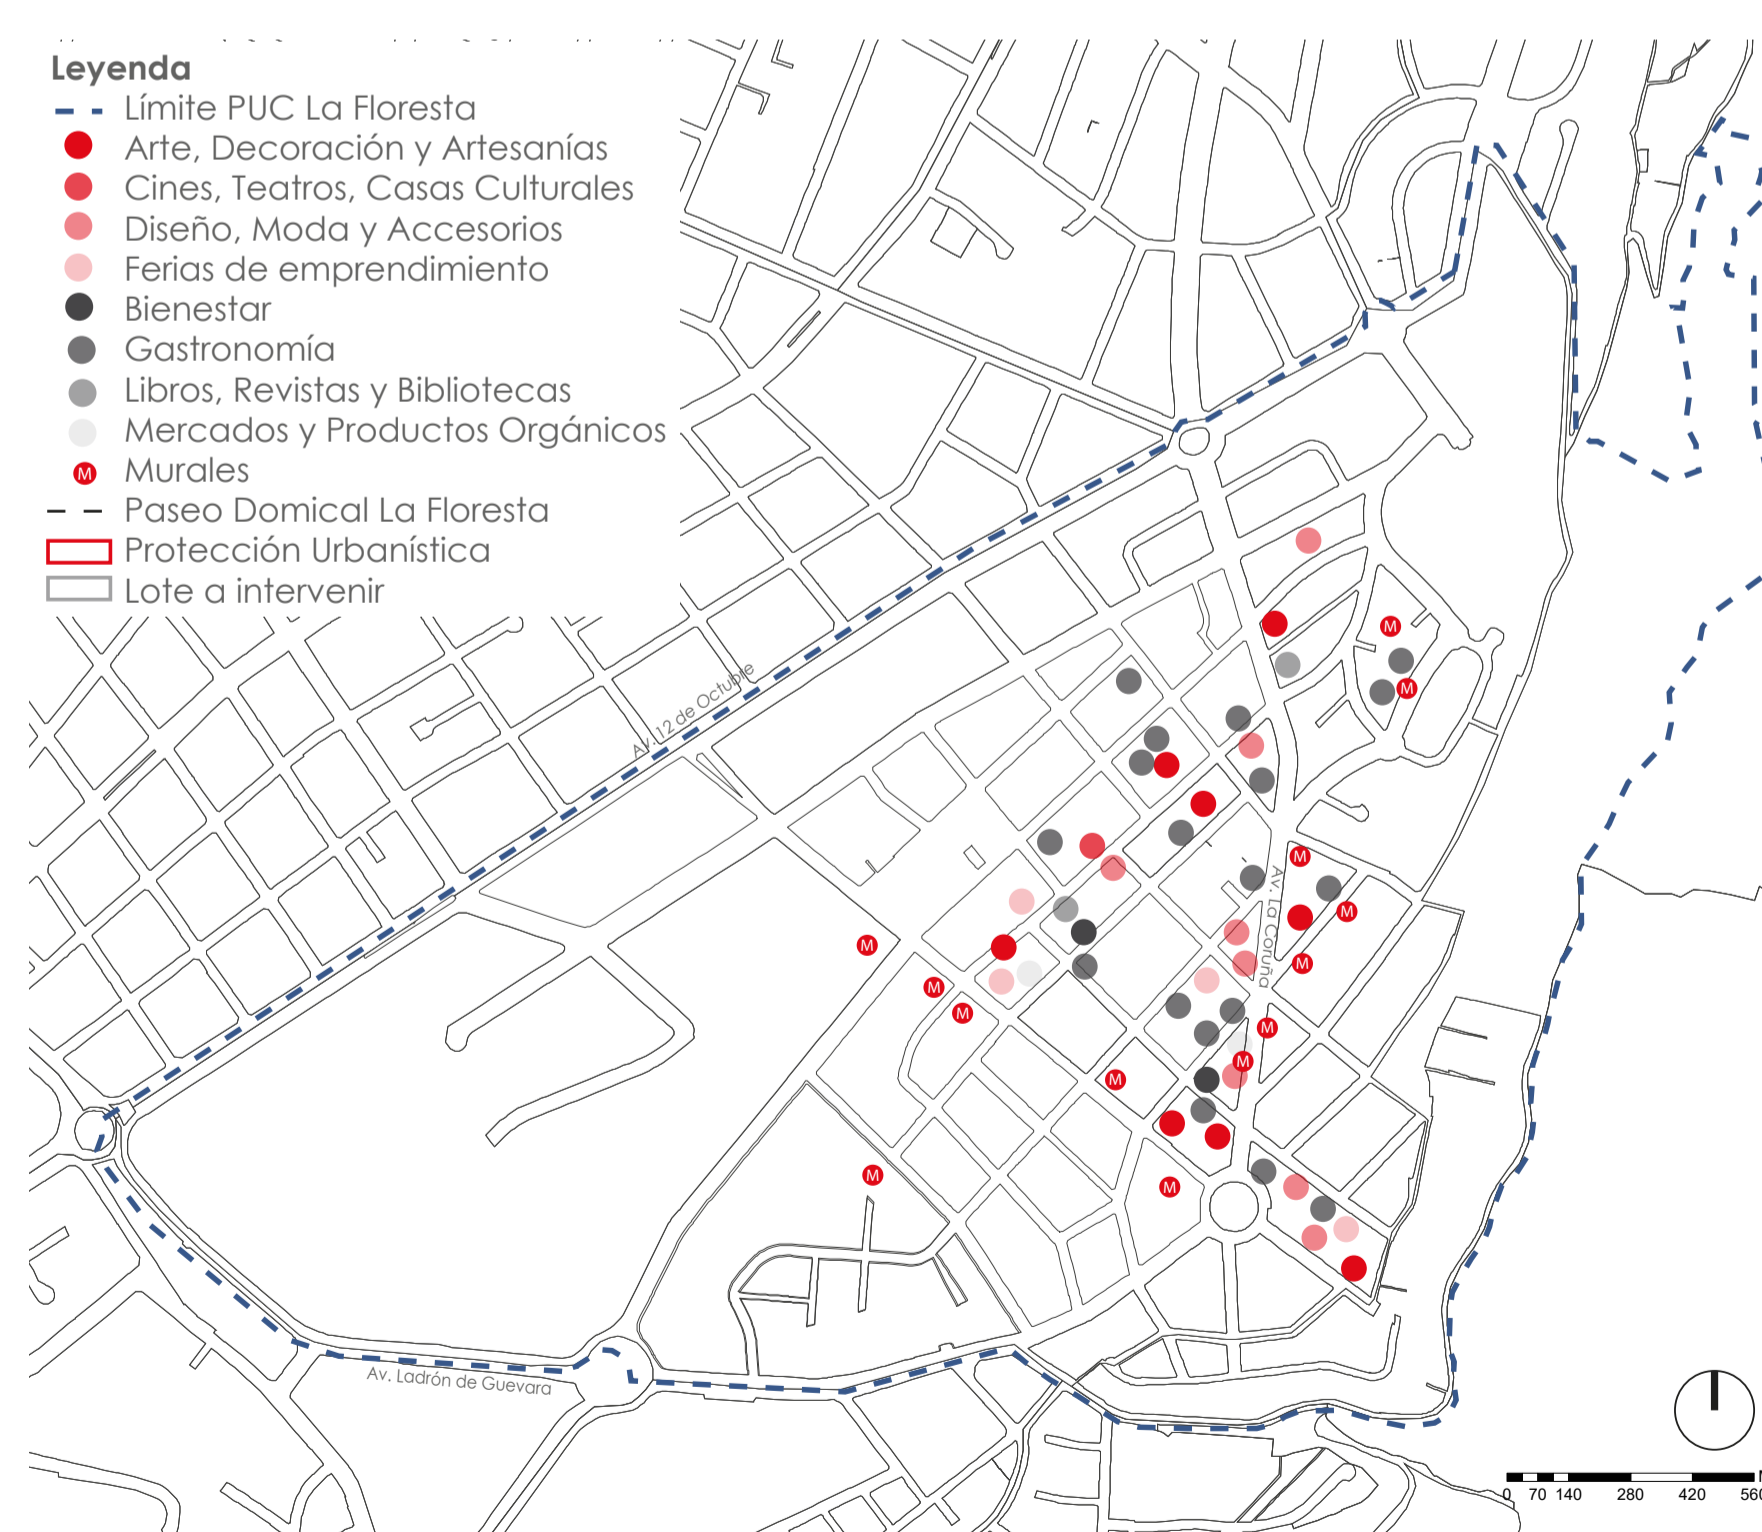 Leyenda
Límite PUC La Floresta
Arte, Decoración y Artesanías
Cines, Teatros, Casas Culturales
Diseño, Moda y Accesorios
Ferias de emprendimiento
Bienestar
Gastronomía
Libros, Revistas y Bibliotecas
Mercados y Productos Orgánicos
M Murales
Paseo Domical La Floresta
Protección Urbanística
Lote a intervenir
M
Av. 12 de Octubre
M
M
M
Av. La Coruña
M
M
M
M
M
M
M
M
M
M
Av. Ladrón de Guevara
0 70 140 280 420 560